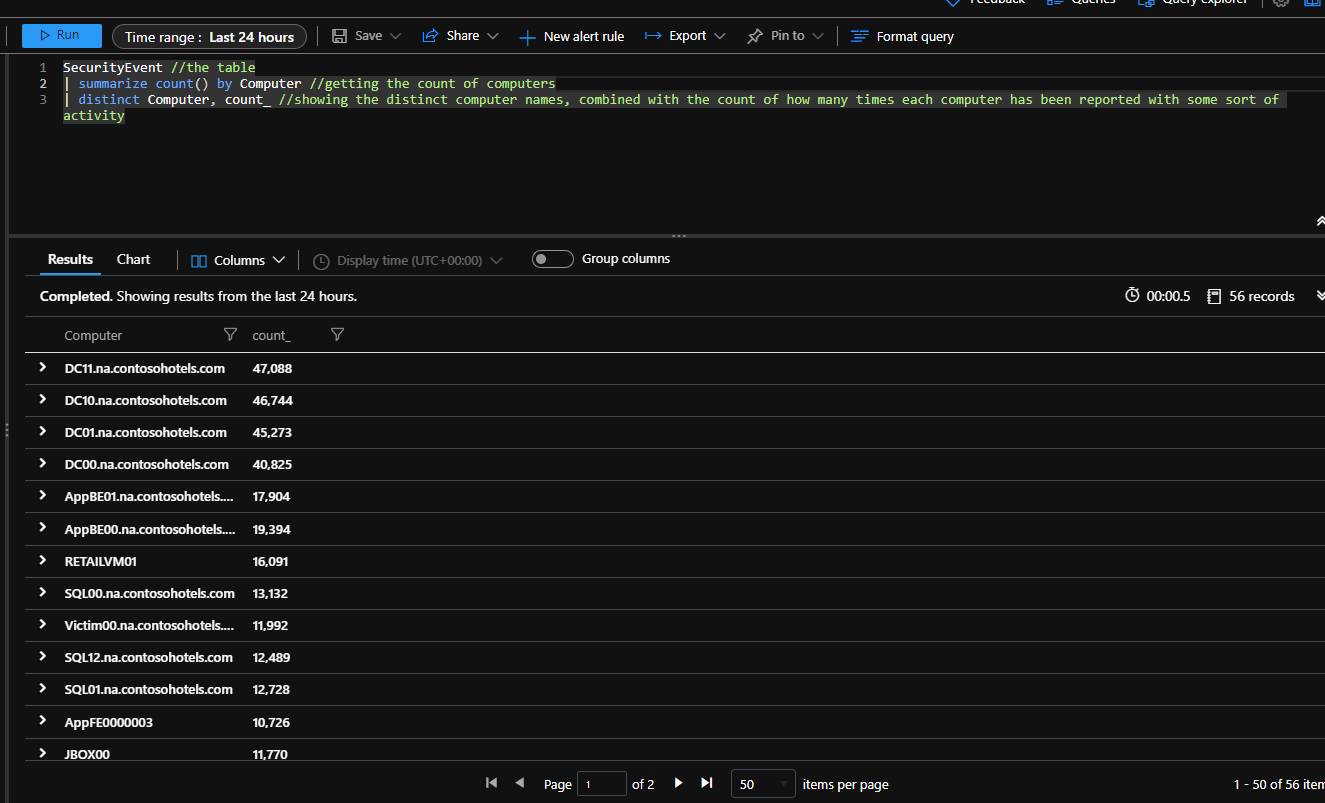 Feedback Queries Query explorer
Run Time range : Last 24 hours Save Share New alert rule Export Pin to Format query
1 SecurityEvent //the table
2 | summarize count() by Computer //getting the count of computers
3 | distinct Computer, count_ //showing the distinct computer names, combined with the count of how many times each computer has been reported with some sort of
activity
Results Chart Columns Display time (UTC+00:00) Group columns
Completed. Showing results from the last 24 hours. 00:00.5 56 records
Computer count_
DC11.na.contosohotels.com 47,088
DC10.na.contosohotels.com 46,744
DC01.na.contosohotels.com 45,273
DC00.na.contosohotels.com 40,825
AppBE01.na.contosohotels.... 17,904
AppBE00.na.contosohotels.... 19,394
RETAILVM01 16,091
SQL00.na.contosohotels.com 13,132
Victim00.na.contosohotels.... 11,992
SQL12.na.contosohotels.com 12,489
SQL01.na.contosohotels.com 12,728
AppFE0000003 10,726
JBOX00 11,770
Page 1 of 2 50 items per page 1 - 50 of 56 item